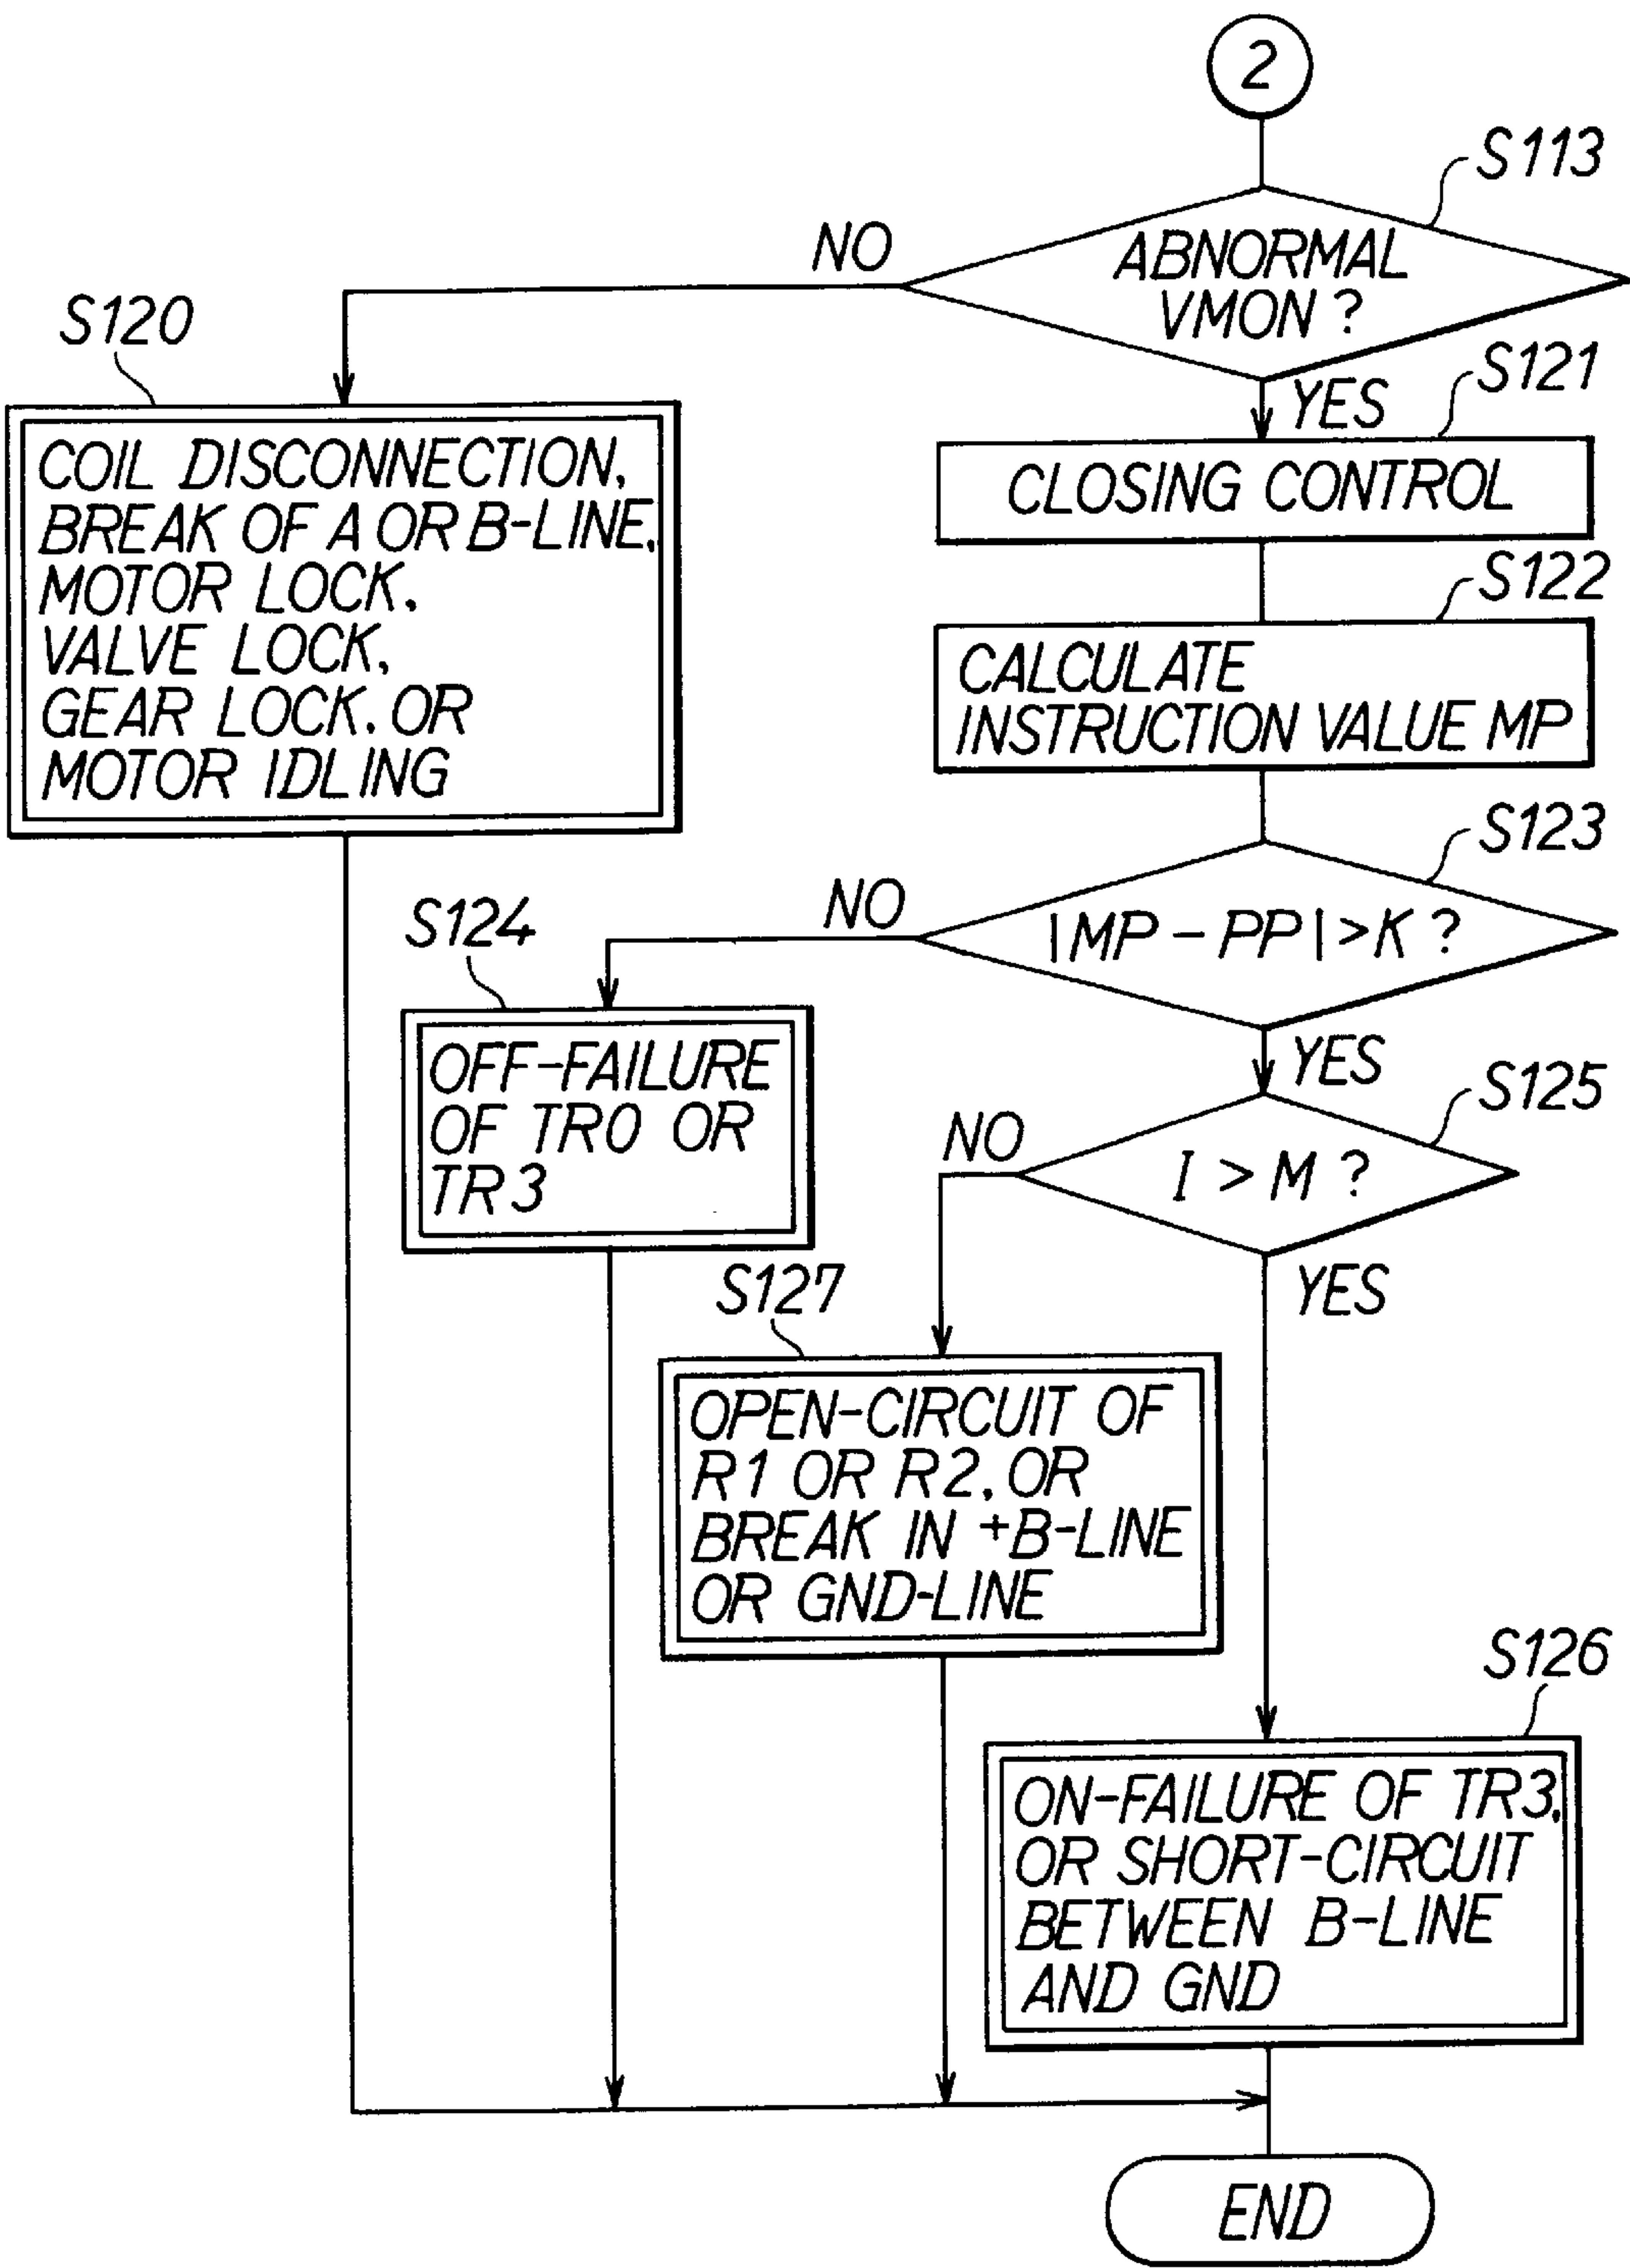 2
S113
NO
ABNORMAL
VMON ?
S120
S121
YES
COIL DISCONNECTION,
BREAK OF A OR B-LINE,
MOTOR LOCK,
VALVE LOCK,
GEAR LOCK, OR
MOTOR IDLING
CLOSING CONTROL
S122
CALCULATE
INSTRUCTION VALUE MP
S123
NO
|MP - PP| > K ?
S124
YES
OFF-FAILURE
OF TR0 OR
TR3
S125
NO
I > M ?
S127
YES
OPEN-CIRCUIT OF
R1 OR R2, OR
BREAK IN +B-LINE
OR GND-LINE
S126
ON-FAILURE OF TR3,
OR SHORT-CIRCUIT
BETWEEN B-LINE
AND GND
END